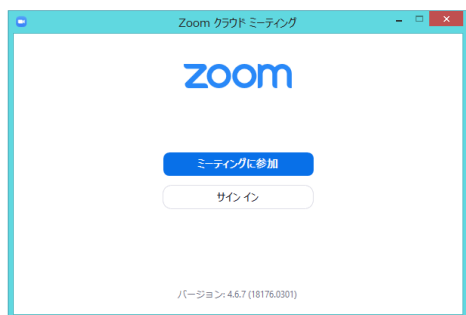 Zoom クラウド ミーティング
zoom
ミーティングに参加
サイン イン
バージョン: 4.6.7 (18176.0301)